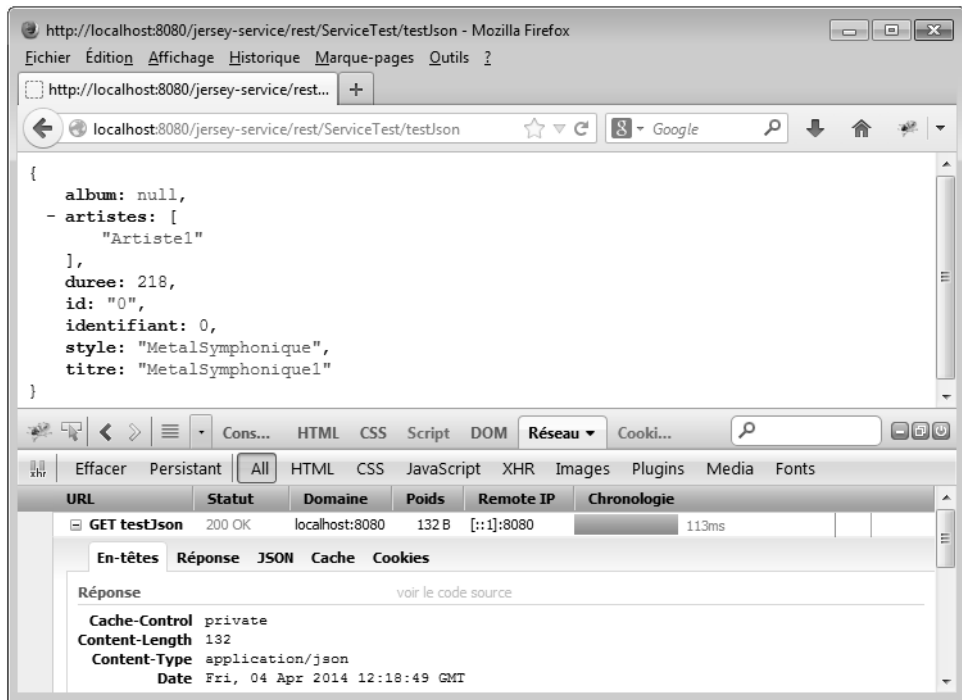 http://localhost:8080/jersey-service/rest/ServiceTest/testJson - Mozilla Firefox
Fichier Édition Affichage Historique Marque-pages Outils ?
http://localhost:8080/jersey-service/rest... +
localhost:8080/jersey-service/rest/ServiceTest/testJson 8 Google
{
album: null,
- artistes: [
"Artiste1"
],
duree: 218,
id: "0",
identifiant: 0,
style: "MetalSymphonique",
titre: "MetalSymphonique1"
}
Cons... HTML CSS Script DOM Réseau Cooki...
xhr Effacer Persistant All HTML CSS JavaScript XHR Images Plugins Media Fonts
URL Statut Domaine Poids Remote IP Chronologie
GET testJson 200 OK localhost:8080 132 B [::1]:8080 113ms
En-têtes Réponse JSON Cache Cookies
Réponse voir le code source
Cache-Control private
Content-Length 132
Content-Type application/json
Date Fri, 04 Apr 2014 12:18:49 GMT